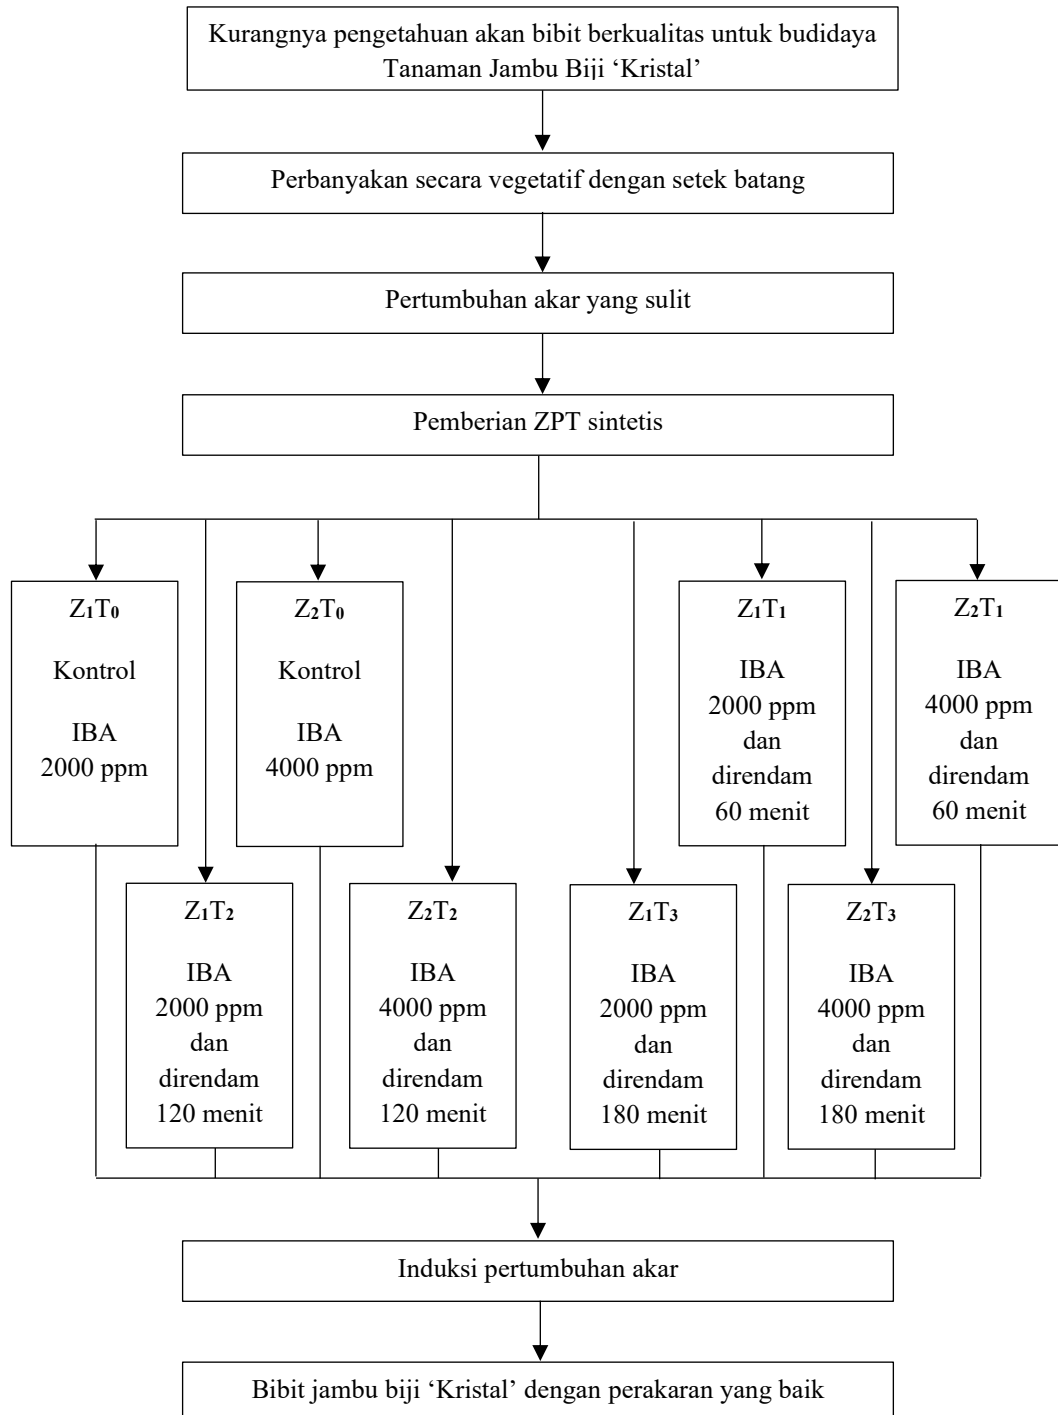 Kurangnya pengetahuan akan bibit berkualitas untuk budidaya
Tanaman Jambu Biji ‘Kristal’
Perbanyakan secara vegetatif dengan setek batang
Pertumbuhan akar yang sulit
Pemberian ZPT sintetis
Z₁T₀
Kontrol
IBA
2000 ppm
Z₂T₀
Kontrol
IBA
4000 ppm
Z₁T₁
IBA
2000 ppm
dan
direndam
60 menit
Z₂T₁
IBA
4000 ppm
dan
direndam
60 menit
Z₁T₂
IBA
2000 ppm
dan
direndam
120 menit
Z₂T₂
IBA
4000 ppm
dan
direndam
120 menit
Z₁T₃
IBA
2000 ppm
dan
direndam
180 menit
Z₂T₃
IBA
4000 ppm
dan
direndam
180 menit
Induksi pertumbuhan akar
Bibit jambu biji ‘Kristal’ dengan perakaran yang baik